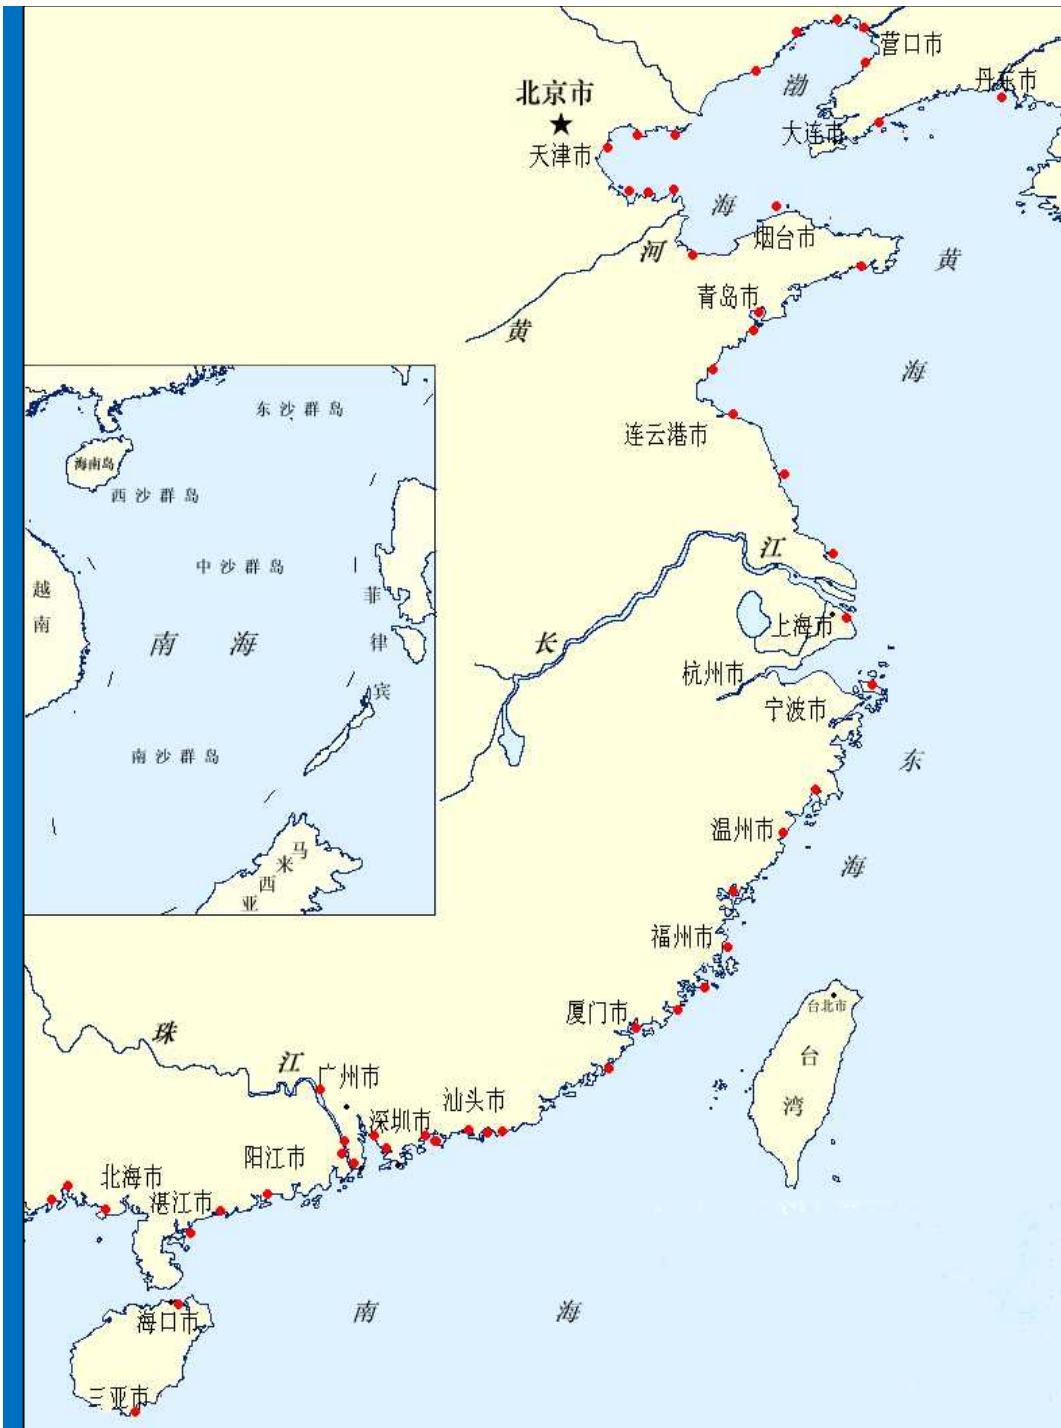 营口市
丹东市
渤
北京市
大连市
天津市
海
烟台市
河
黄
青岛市
黄
海
东沙群岛
连云港市
海南岛
西沙群岛
江
中沙群岛
越南
菲律宾
上海市
南海
长
杭州市
宁波市
南沙群岛
东
温州市
海
马来西亚
福州市
台北市
厦门市
珠
江
台湾
广州市
汕头市
深圳市
阳江市
北海市
湛江市
南海
海口市
三亚市